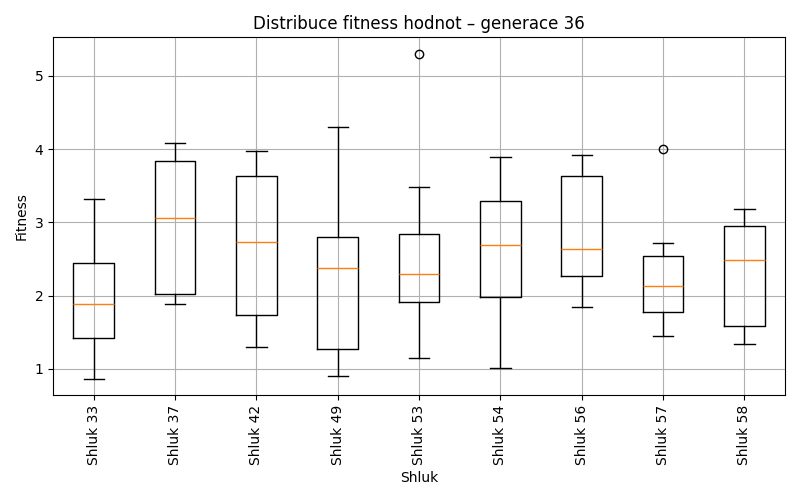 Distribuce fitness hodnot – generace 36
Fitness
5
4
3
2
1
Shluk 33
Shluk 37
Shluk 42
Shluk 49
Shluk 53
Shluk 54
Shluk 56
Shluk 57
Shluk 58
Shluk